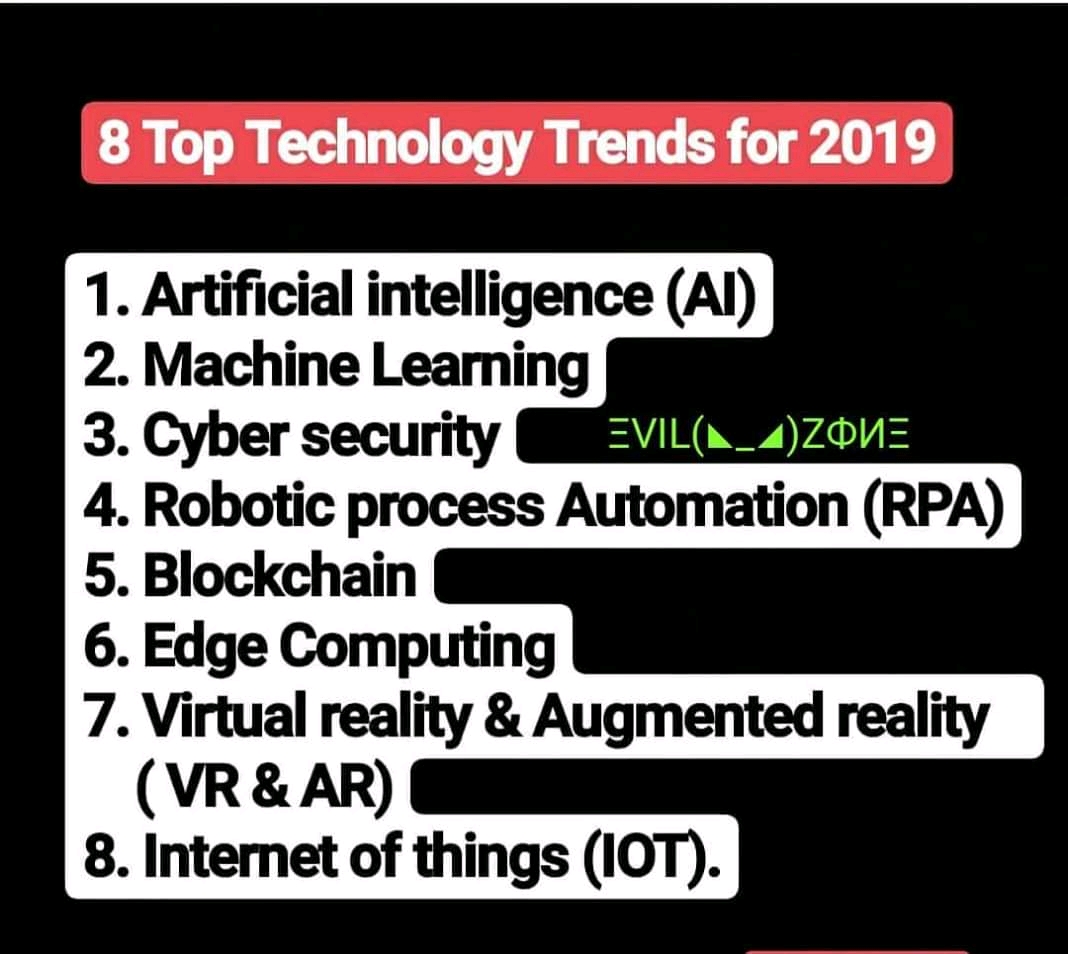 8 Top Technology Trends for 2019
1. Artificial intelligence (AI)
2. Machine Learning
3. Cyber security
ΞVIL(◣_◢)ZФИΞ
4. Robotic process Automation (RPA)
5. Blockchain
6. Edge Computing
7. Virtual reality & Augmented reality
( VR & AR)
8. Internet of things (IOT).